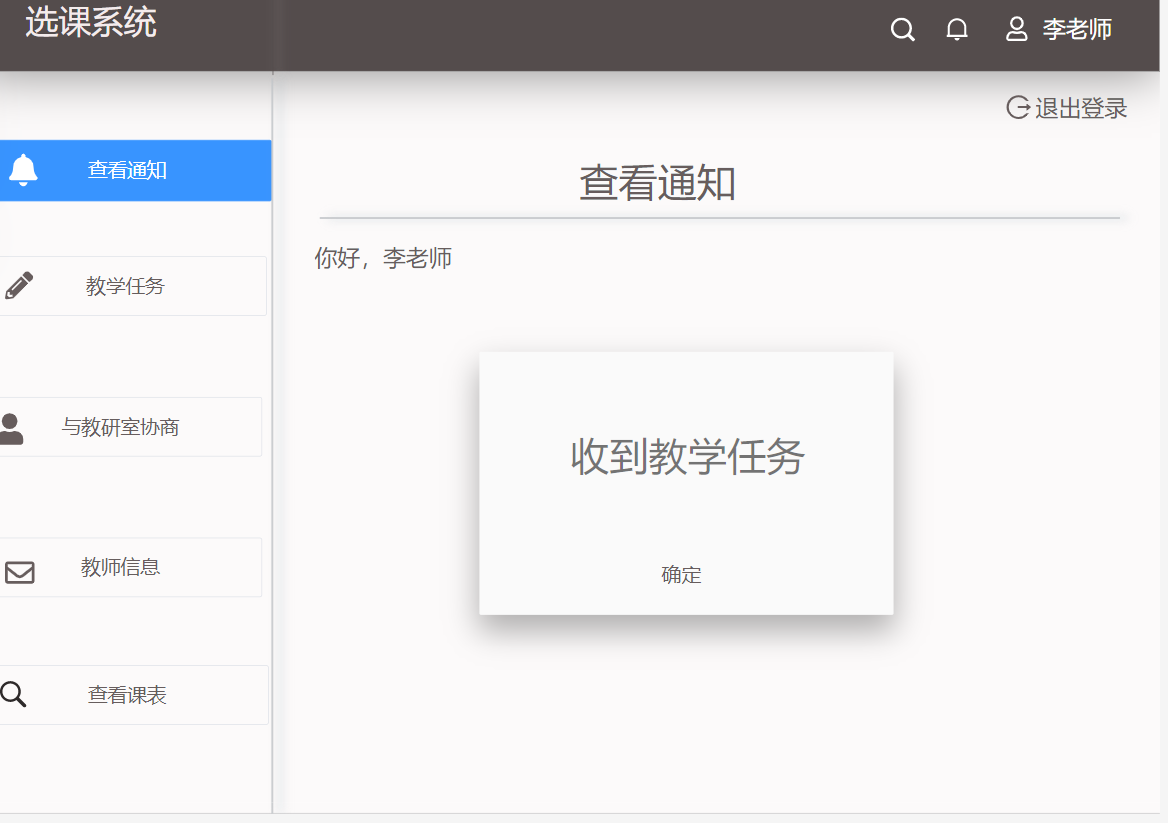 选课系统
李老师
退出登录
查看通知
查看通知
你好，李老师
教学任务
与教研室协商
收到教学任务
教师信息
确定
查看课表